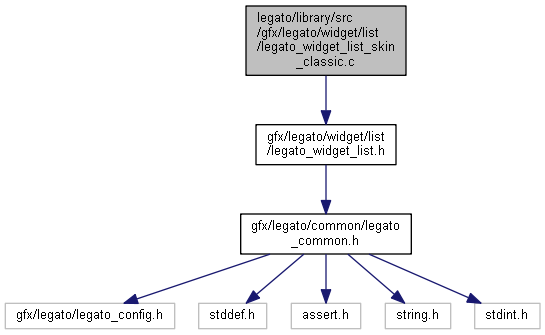 legato/library/src
/gfx/legato/widget/list
/legato_widget_list_skin
_classic.c
gfx/legato/widget/list
/legato_widget_list.h
gfx/legato/common/legato
_common.h
gfx/legato/legato_config.h
stddef.h
assert.h
string.h
stdint.h